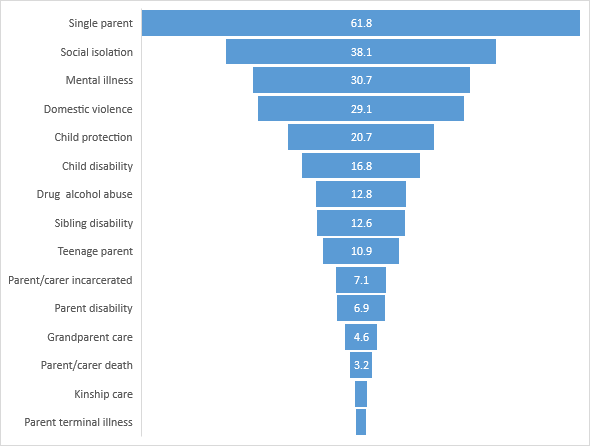 Single parent 61.8
Social isolation 38.1
Mental illness 30.7
Domestic violence 29.1
Child protection 20.7
Child disability 16.8
Drug  alcohol abuse 12.8
Sibling disability 12.6
Teenage parent 10.9
Parent/carer incarcerated 7.1
Parent disability 6.9
Grandparent care 4.6
Parent/carer death 3.2
Kinship care
Parent terminal illness